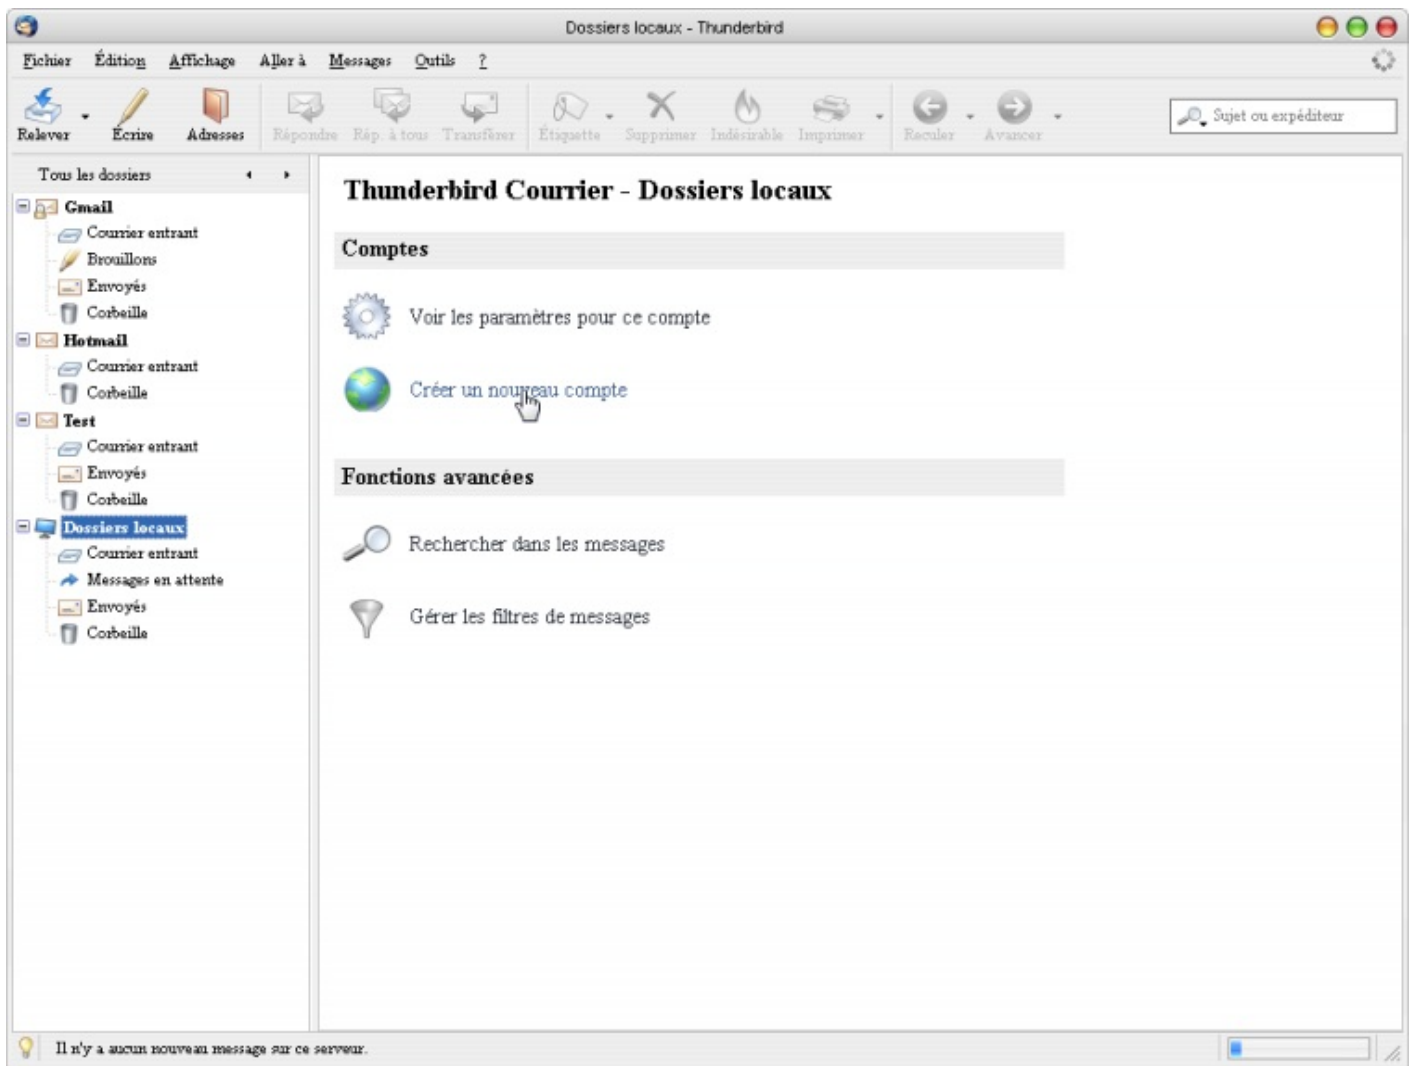 Dossiers locaux - Thunderbird
Fichier Édition Affichage Aller à Messages Outils ?
Relever Écrire Adresses Répondre Rép. à tous Transférer Étiquette Supprimer Indésirable Imprimer Reculer Avancer Sujet ou expéditeur
Tous les dossiers
Gmail
Courrier entrant
Brouillons
Envoyés
Corbeille
Hotmail
Courrier entrant
Corbeille
Test
Courrier entrant
Envoyés
Corbeille
Dossiers locaux
Courrier entrant
Messages en attente
Envoyés
Corbeille
Thunderbird Courrier - Dossiers locaux
Comptes
Voir les paramètres pour ce compte
Créer un nouveau compte
Fonctions avancées
Rechercher dans les messages
Gérer les filtres de messages
Il n'y a aucun nouveau message sur ce serveur.